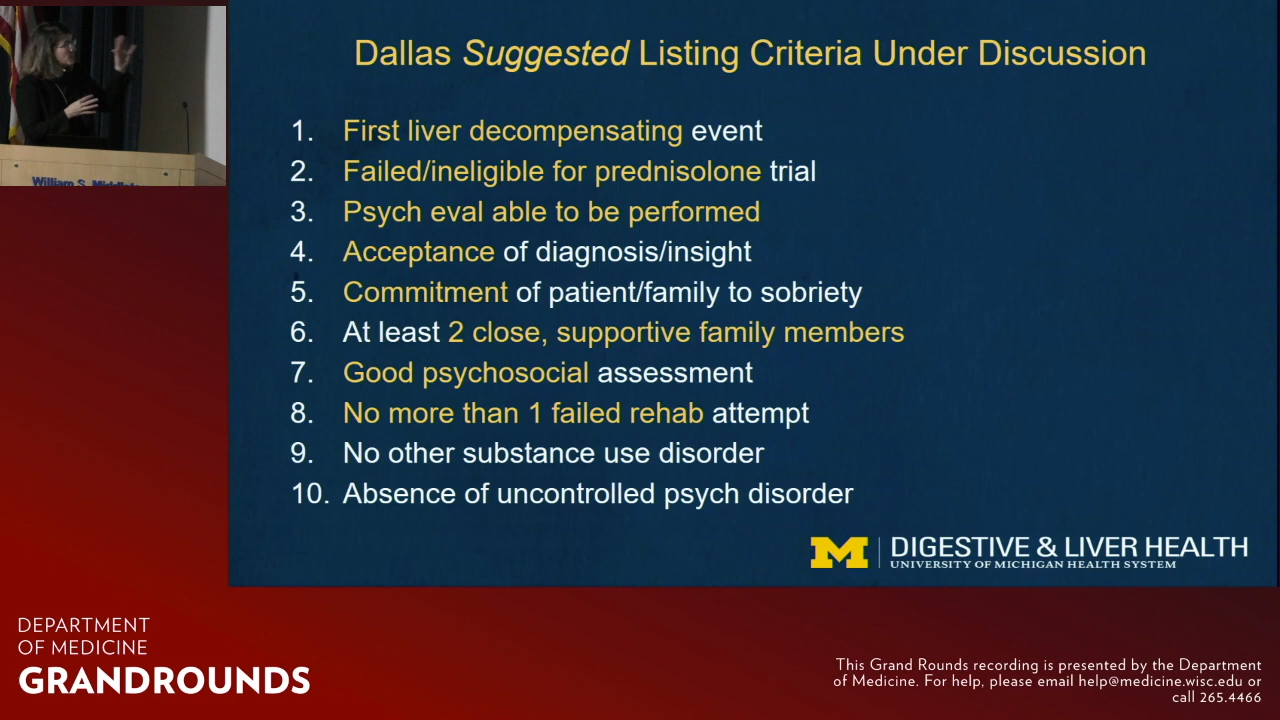 Dallas Suggested Listing Criteria Under Discussion
1. First liver decompensating event
2. Failed/ineligible for prednisolone trial
3. Psych eval able to be performed
4. Acceptance of diagnosis/insight
5. Commitment of patient/family to sobriety
6. At least 2 close, supportive family members
7. Good psychosocial assessment
8. No more than 1 failed rehab attempt
9. No other substance use disorder
10. Absence of uncontrolled psych disorder
M
DIGESTIVE & LIVER HEALTH
UNIVERSITY OF MICHIGAN HEALTH SYSTEM
William S.
DEPARTMENT
OF MEDICINE
GRANDROUNDS
This Grand Rounds recording is presented by the Department
of Medicine. For help, please email help@medicine.wisc.edu or
call 265.4466